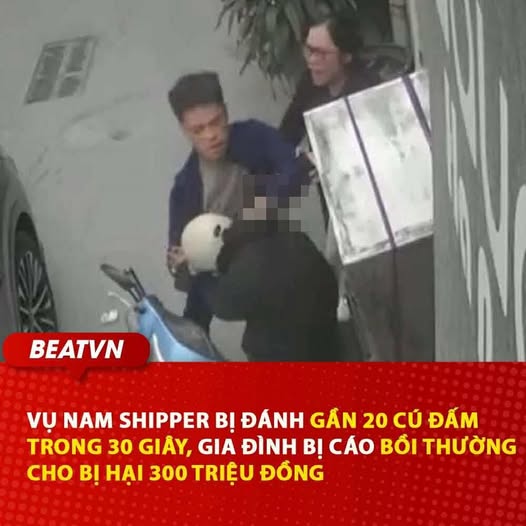 BEATVN
VỤ NAM SHIPPER BỊ ĐÁNH GẦN 20 CÚ ĐẤM
TRONG 30 GIÂY, GIA ĐÌNH BỊ CÁO BỒI THƯỜNG
CHO BỊ HẠI 300 TRIỆU ĐỒNG